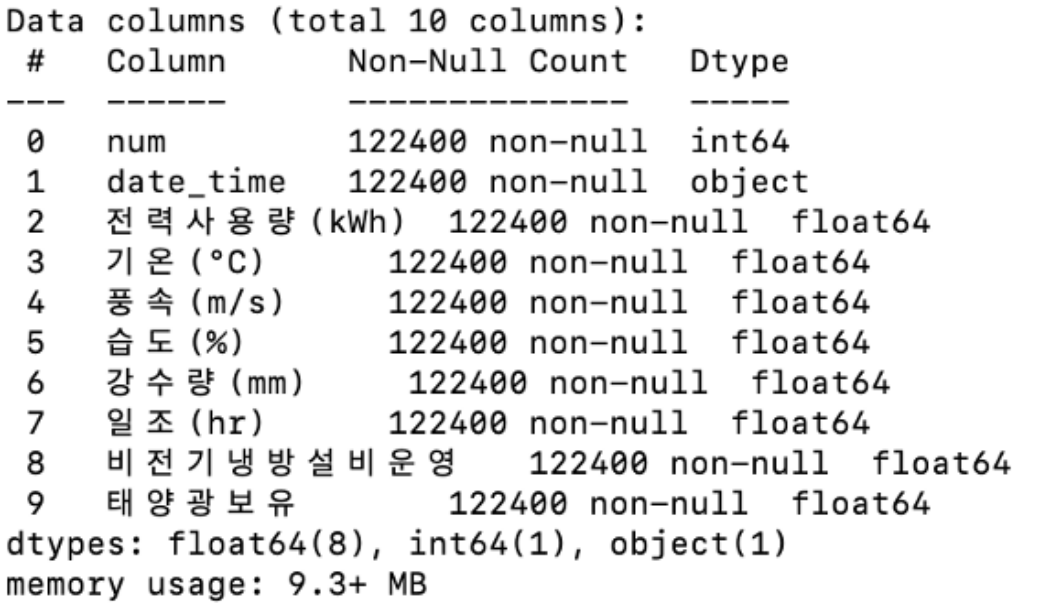 Data columns (total 10 columns):
#   Column   Non-Null Count   Dtype
---  ------  --------------  -----
0   num   122400 non-null   int64
1   date_time   122400 non-null   object
2   전력사용량(kWh)   122400 non-null   float64
3   기온(°C)   122400 non-null   float64
4   풍속(m/s)   122400 non-null   float64
5   습도(%)   122400 non-null   float64
6   강수량(mm)   122400 non-null   float64
7   일조(hr)   122400 non-null   float64
8   비전기냉방설비운영   122400 non-null   float64
9   태양광보유   122400 non-null   float64
dtypes: float64(8), int64(1), object(1)
memory usage: 9.3+ MB